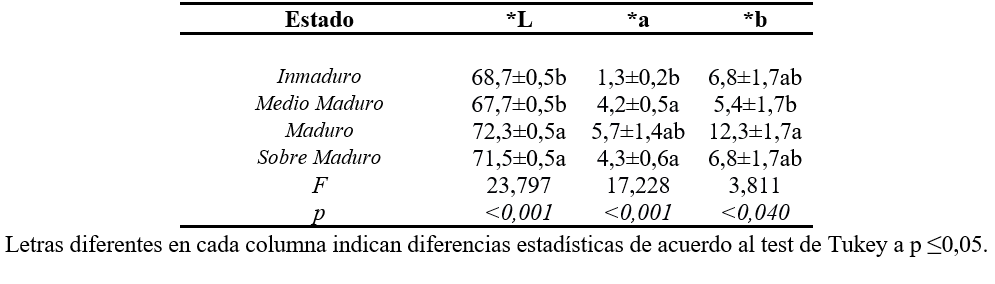 Estado *L *a *b
Inmaduro 68,7±0,5b 1,3±0,2b 6,8±1,7ab
Medio Maduro 67,7±0,5b 4,2±0,5a 5,4±1,7b
Maduro 72,3±0,5a 5,7±1,4ab 12,3±1,7a
Sobre Maduro 71,5±0,5a 4,3±0,6a 6,8±1,7ab
F 23,797 17,228 3,811
p <0,001 <0,001 <0,040
Letras diferentes en cada columna indican diferencias estadísticas de acuerdo al test de Tukey a p ≤0,05.